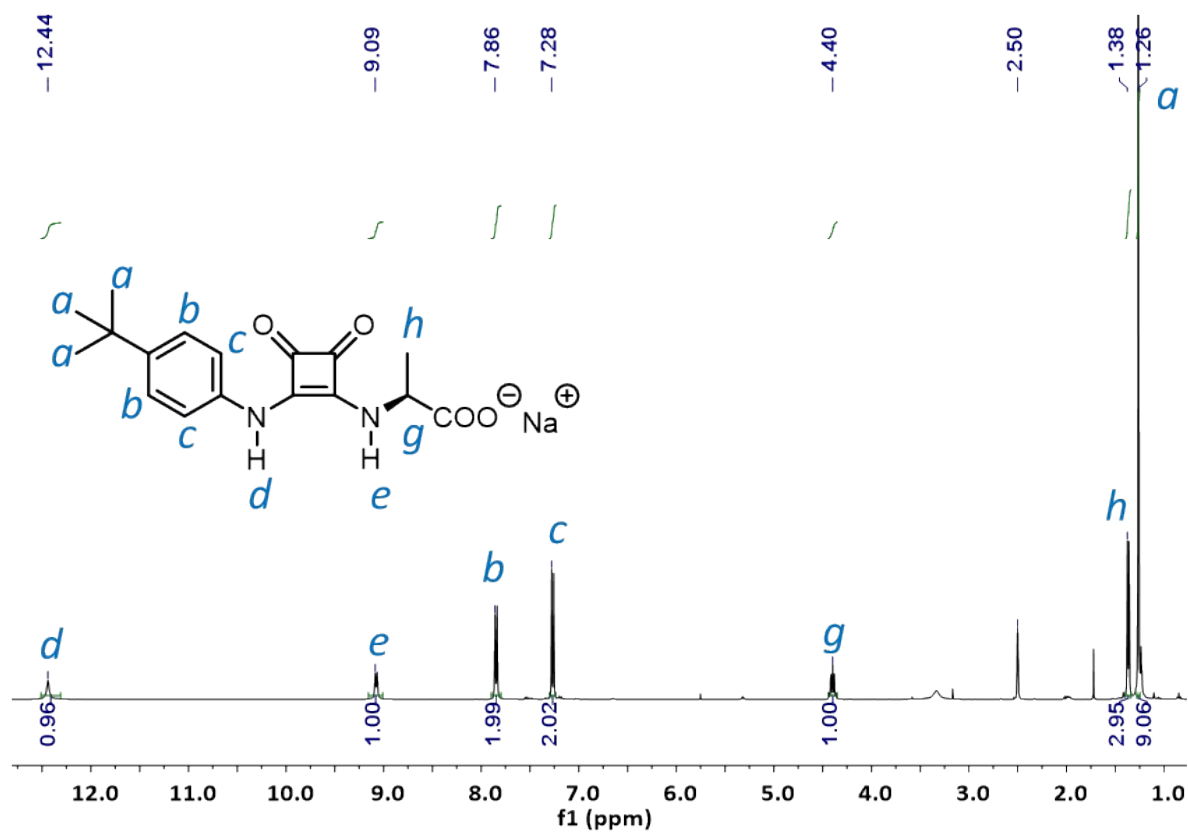 12.44 9.09 7.86 7.28 4.40 2.50 1.38 1.26
a
a
a
a
b
c
O O
h
b
c
N
H
d
N
H
e
g
COO⊖ Na⊕
d e b c g h
0.96 1.00 1.99 2.02 1.00 2.95 9.06
12.0 11.0 10.0 9.0 8.0 7.0 6.0 5.0 4.0 3.0 2.0 1.0
f1 (ppm)